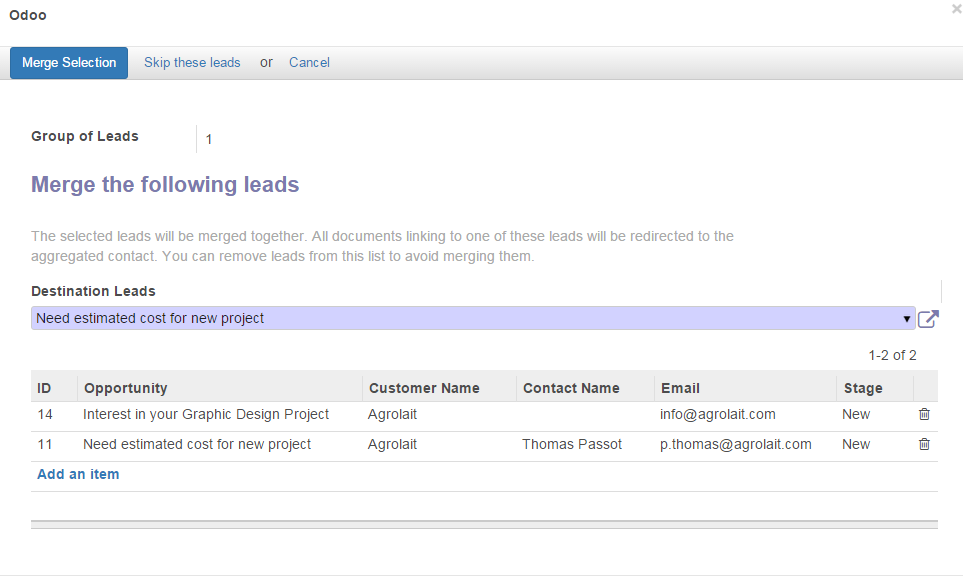 Odoo
Merge Selection Skip these leads or Cancel
Group of Leads 1
Merge the following leads
The selected leads will be merged together. All documents linking to one of these leads will be redirected to the
aggregated contact. You can remove leads from this list to avoid merging them.
Destination Leads
Need estimated cost for new project
1-2 of 2
ID Opportunity Customer Name Contact Name Email Stage
14 Interest in your Graphic Design Project Agrolait info@agrolait.com New
11 Need estimated cost for new project Agrolait Thomas Passot p.thomas@agrolait.com New
Add an item